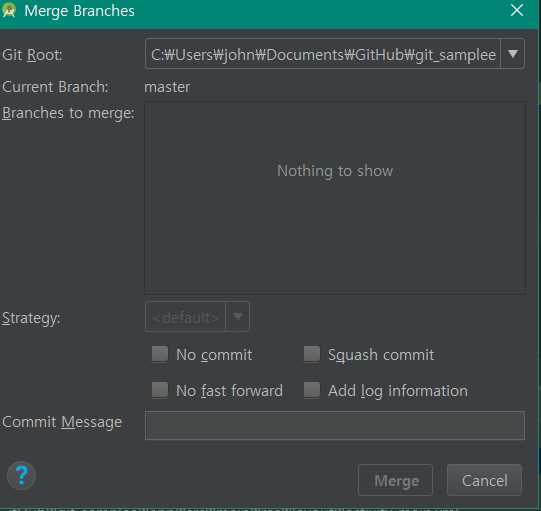 Merge Branches
Git Root: C:₩Users₩john₩Documents₩GitHub₩git_samplee
Current Branch: master
Branches to merge:
Nothing to show
Strategy: <default>
No commit Squash commit
No fast forward Add log information
Commit Message
? Merge Cancel